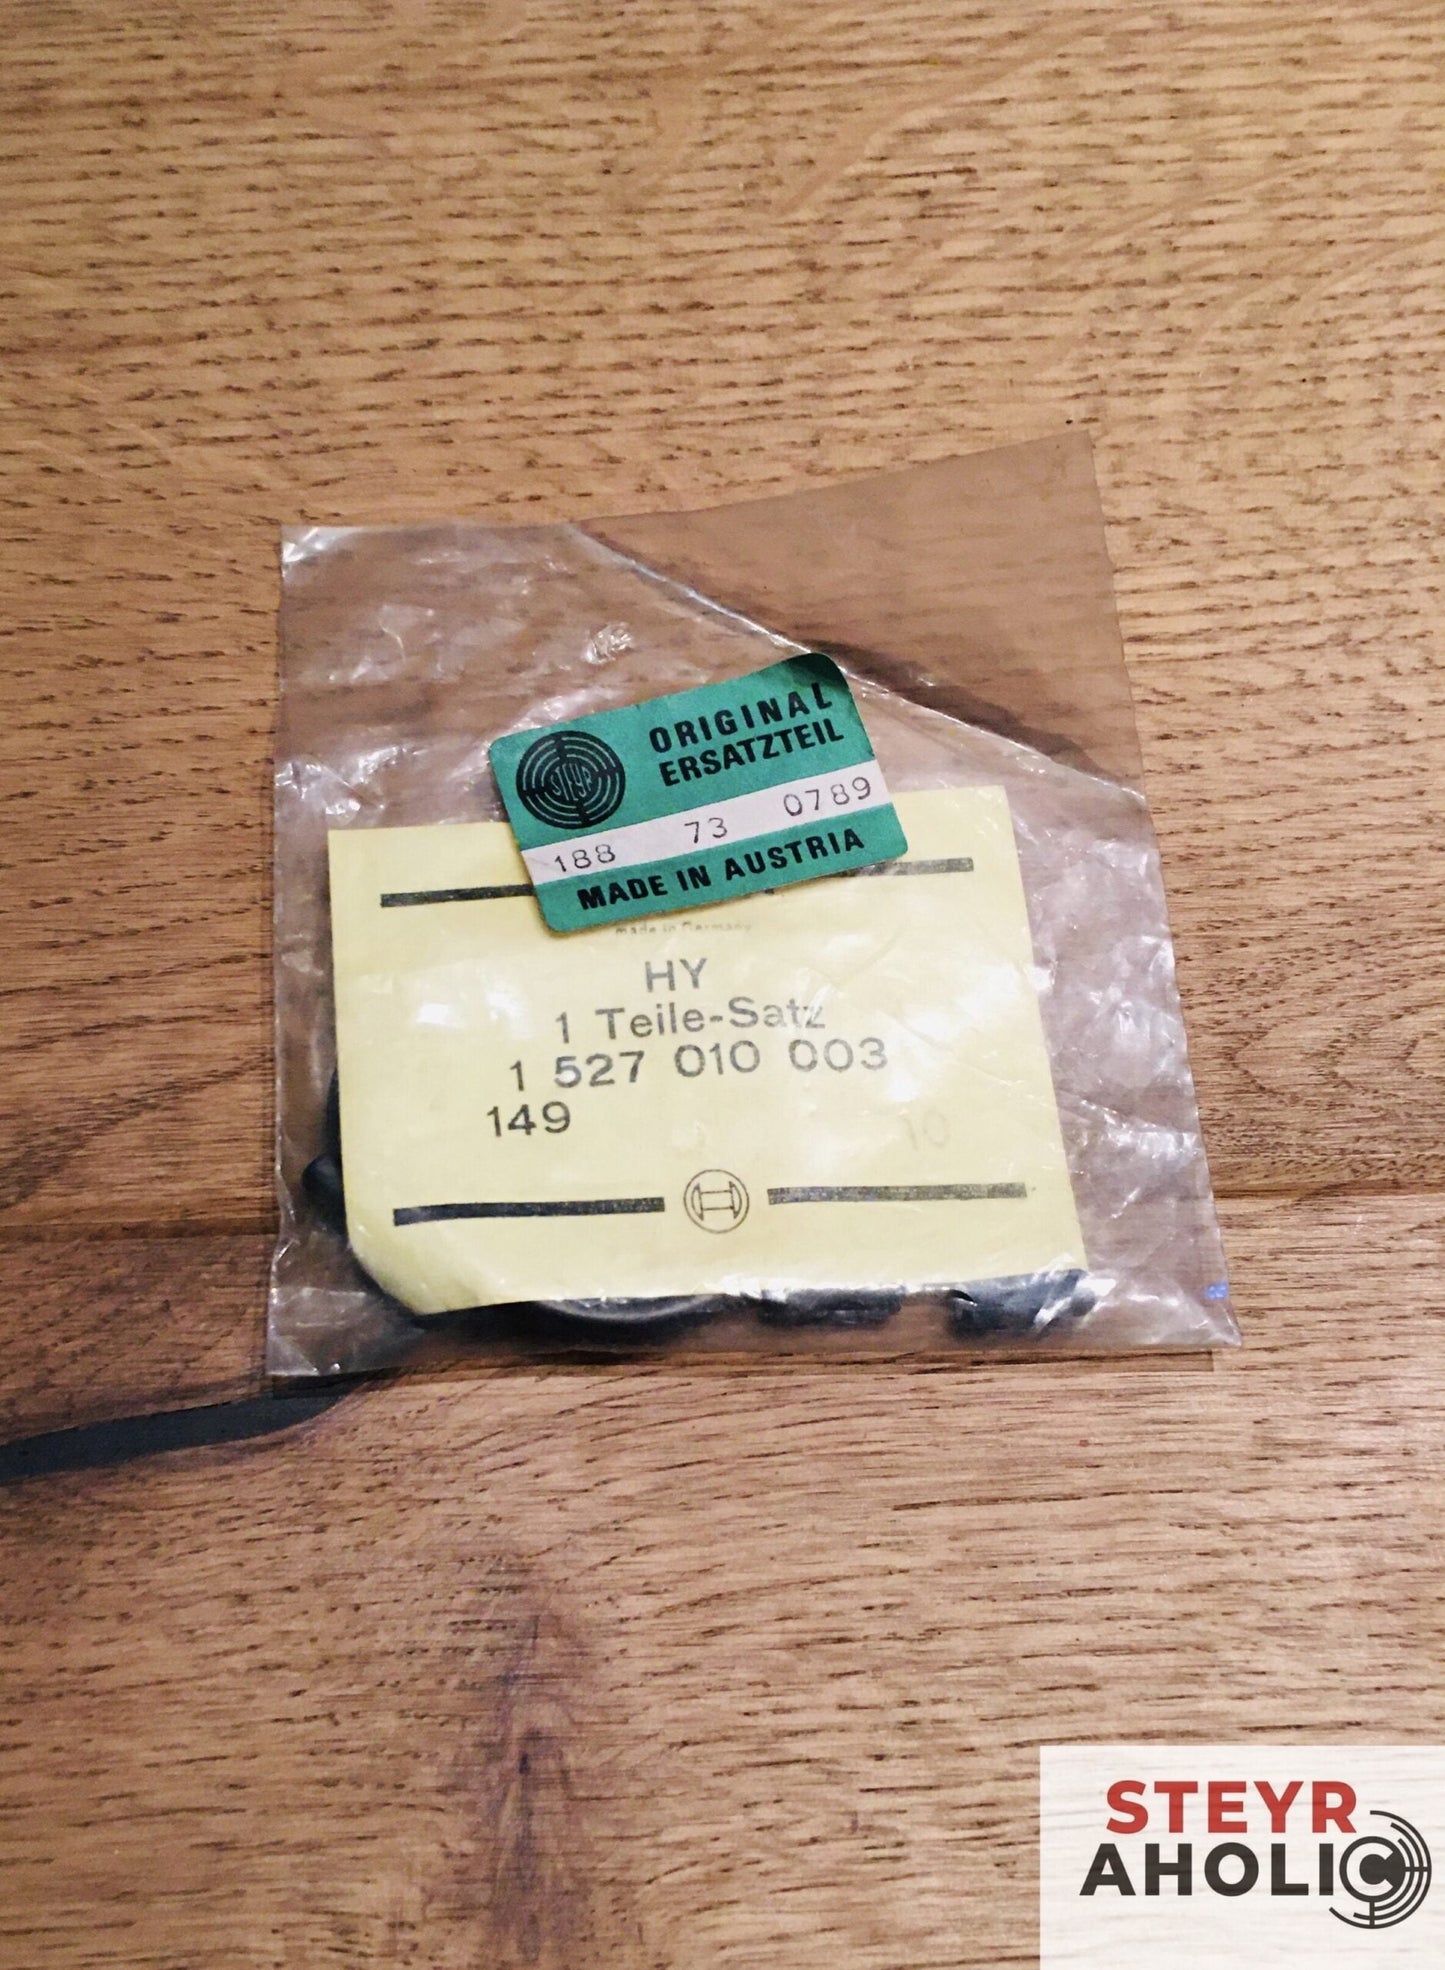 ORIGINAL
ERSATZTEIL
STEYR
188 73 0789
MADE IN AUSTRIA
made in Germany
HY
1 Teile-Satz
1 527 010 003
149 10
STEYR
AHOLIC